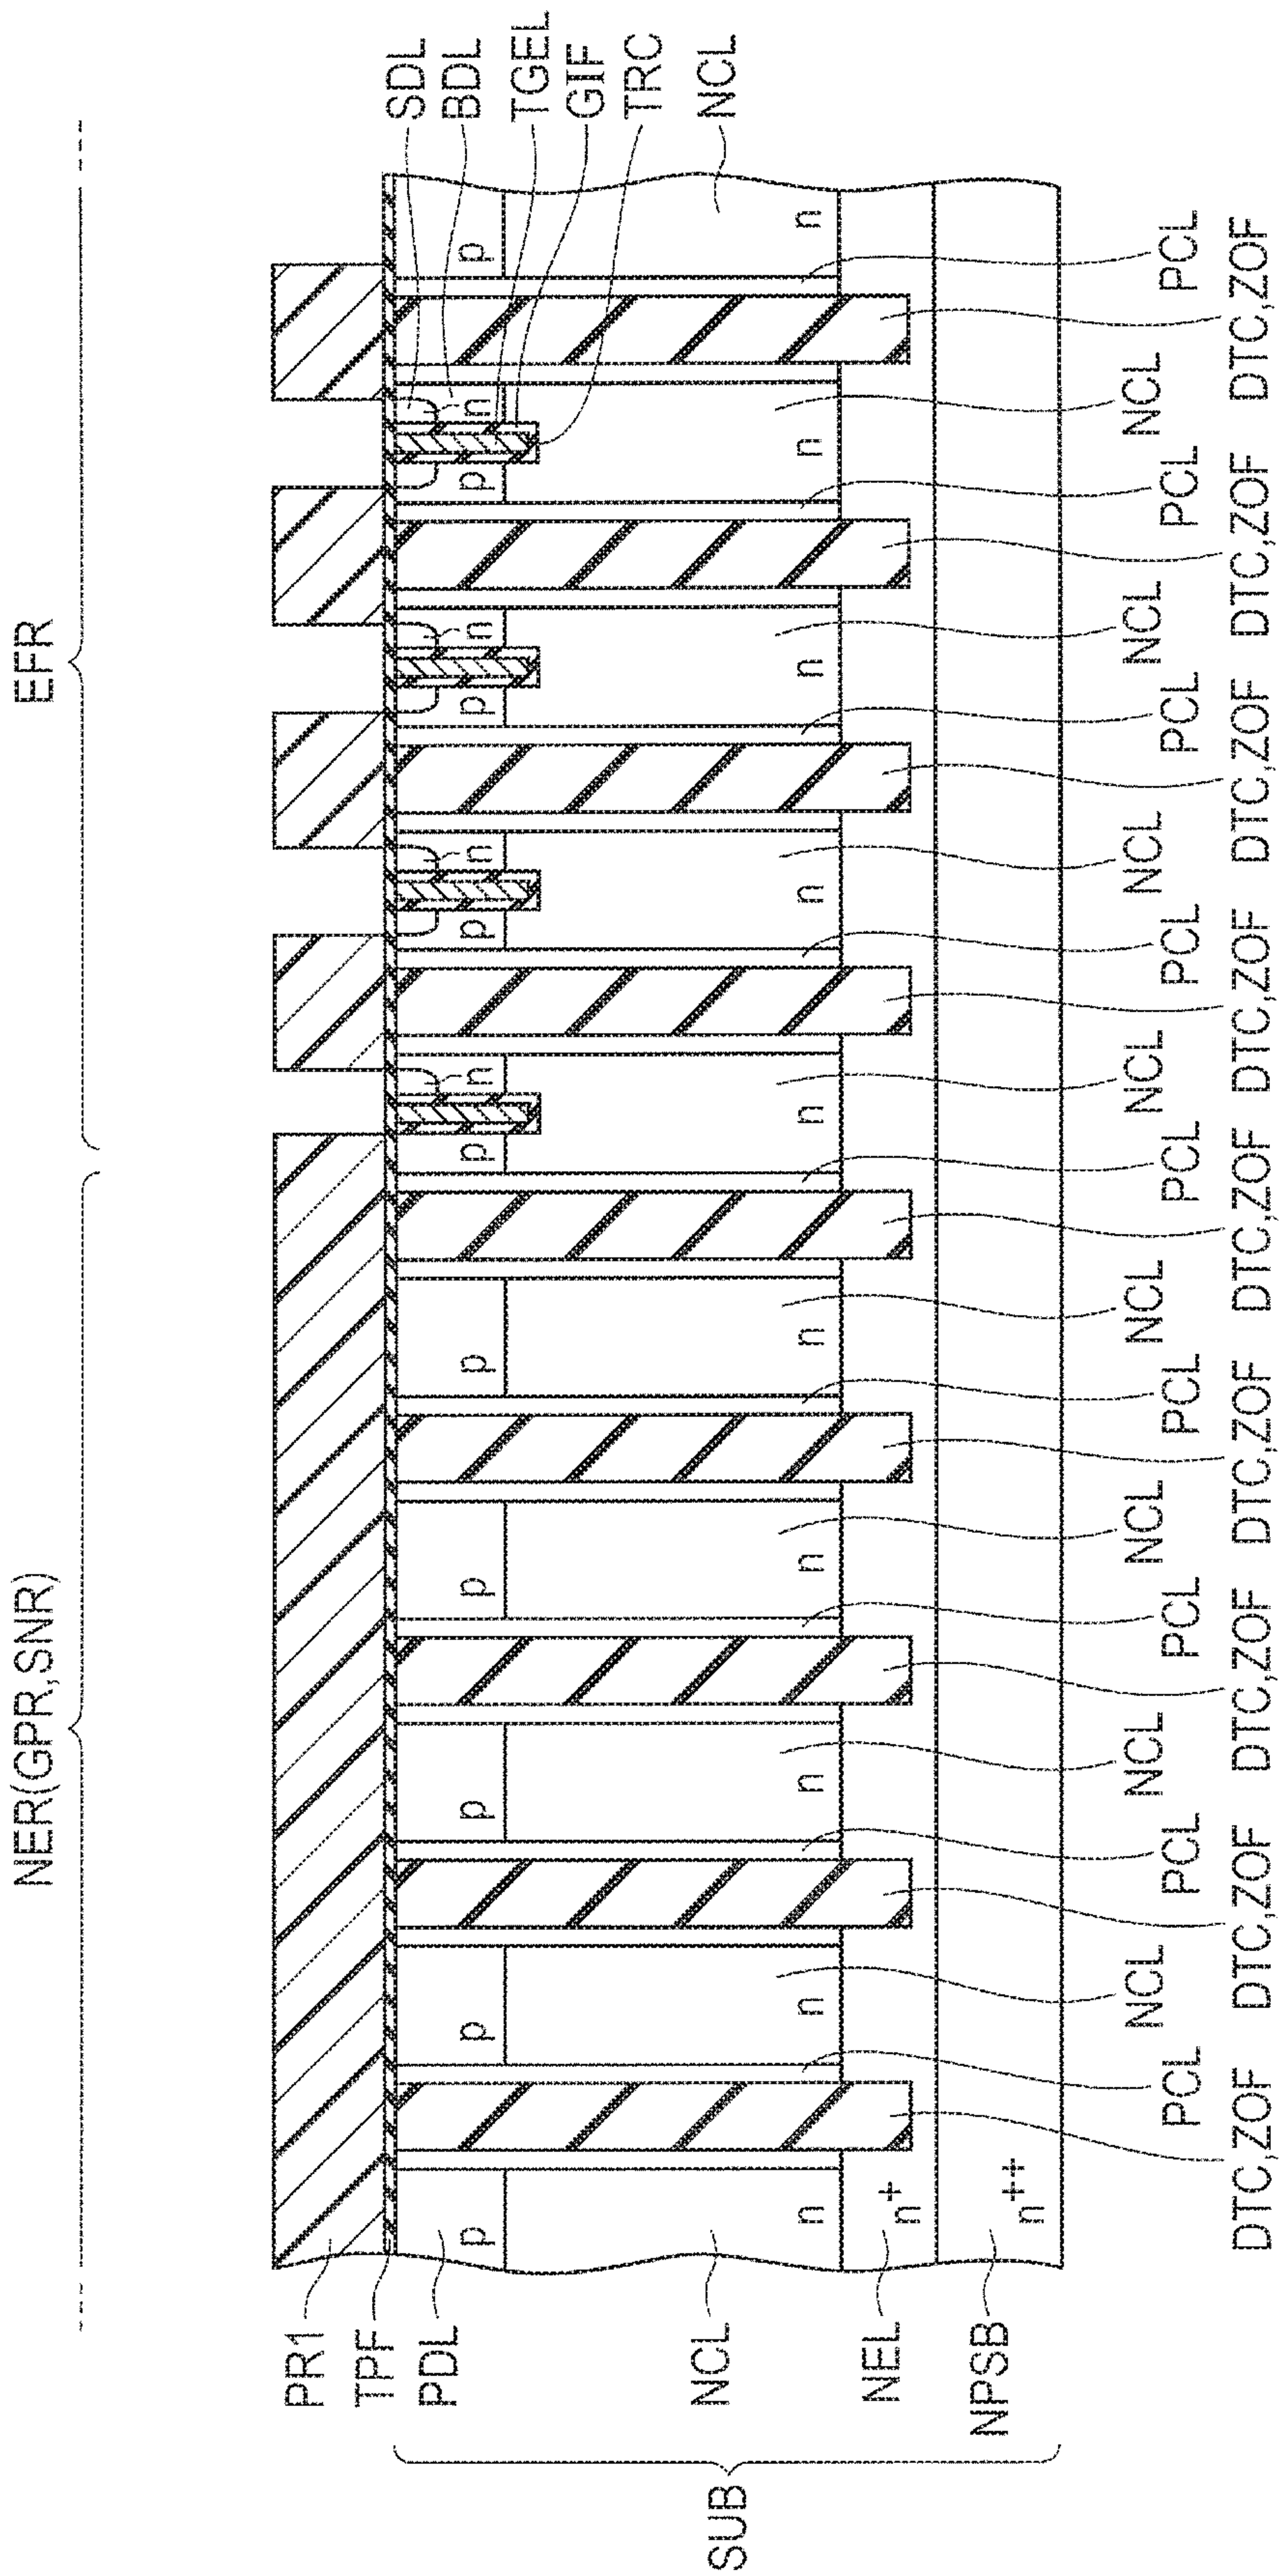 NER(GPR,SNR)
EFR
PR1
TPF
SDL
PDL
BDL
p p p p p p n p n p n p n p
TGEL
GIF
TRC
NCL
NCL
n n n n n n n n n n
NEL
n+
NPSB
n++
SUB
NCL NCL NCL NCL NCL NCL NCL NCL
PCL PCL PCL PCL PCL PCL PCL PCL PCL
DTC,ZOF DTC,ZOF DTC,ZOF DTC,ZOF DTC,ZOF DTC,ZOF DTC,ZOF DTC,ZOF DTC,ZOF